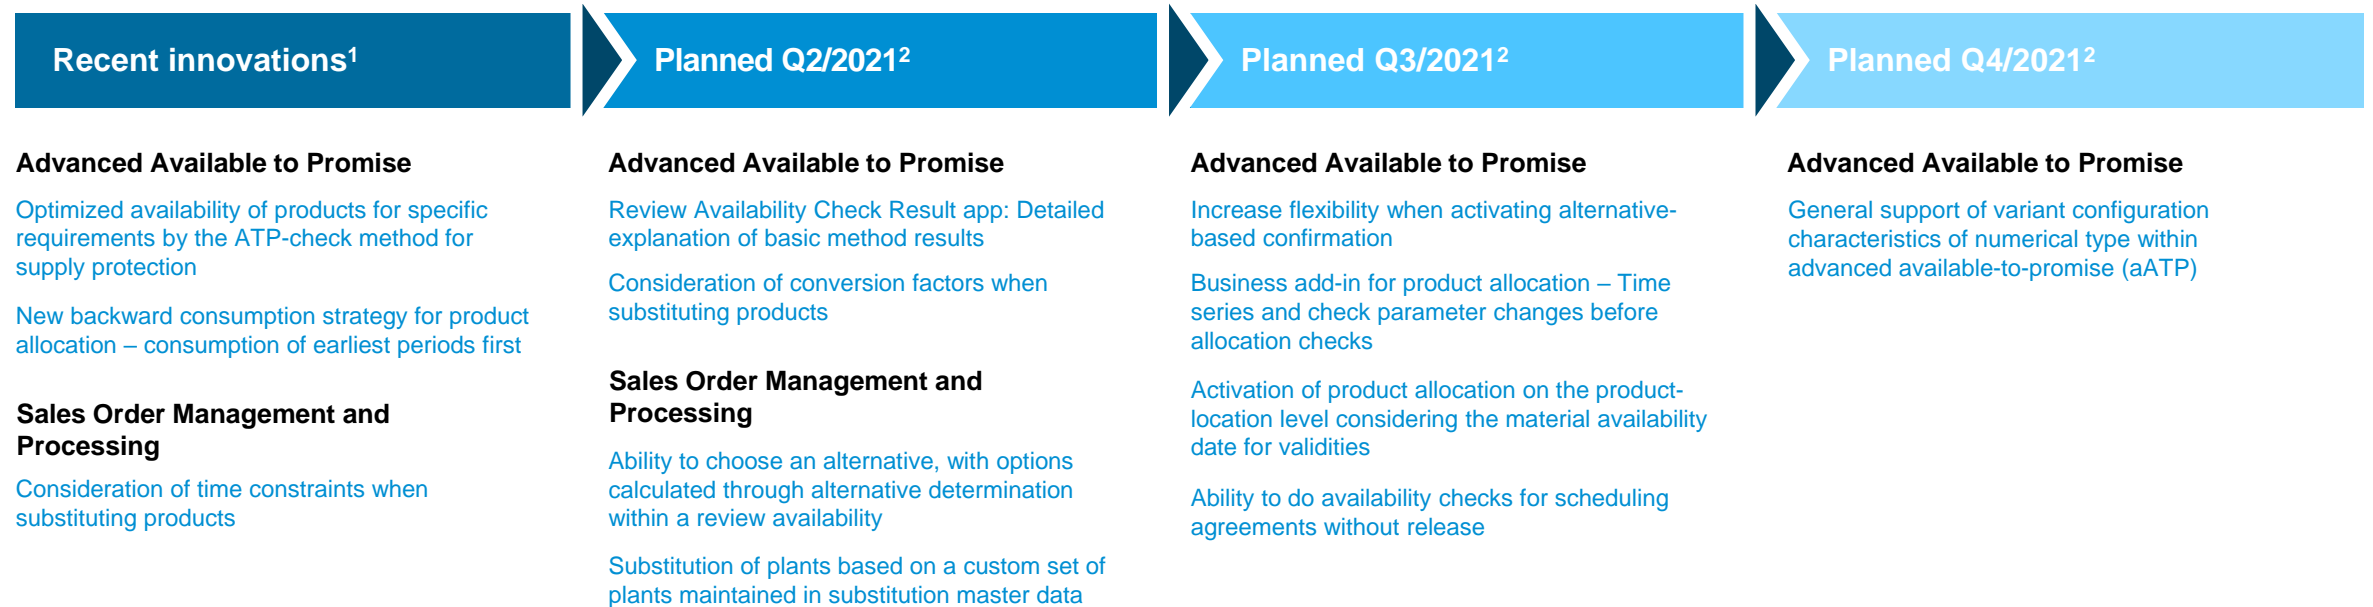 Recent innovations¹
Advanced Available to Promise
Optimized availability of products for specific
requirements by the ATP-check method for
supply protection
New backward consumption strategy for product
allocation – consumption of earliest periods first
Sales Order Management and
Processing
Consideration of time constraints when
substituting products
Planned Q2/2021²
Advanced Available to Promise
Review Availability Check Result app: Detailed
explanation of basic method results
Consideration of conversion factors when
substituting products
Sales Order Management and
Processing
Ability to choose an alternative, with options
calculated through alternative determination
within a review availability
Substitution of plants based on a custom set of
plants maintained in substitution master data
Planned Q3/2021²
Advanced Available to Promise
Increase flexibility when activating alternative-
based confirmation
Business add-in for product allocation – Time
series and check parameter changes before
allocation checks
Activation of product allocation on the product-
location level considering the material availability
date for validities
Ability to do availability checks for scheduling
agreements without release
Planned Q4/2021²
Advanced Available to Promise
General support of variant configuration
characteristics of numerical type within
advanced available-to-promise (aATP)